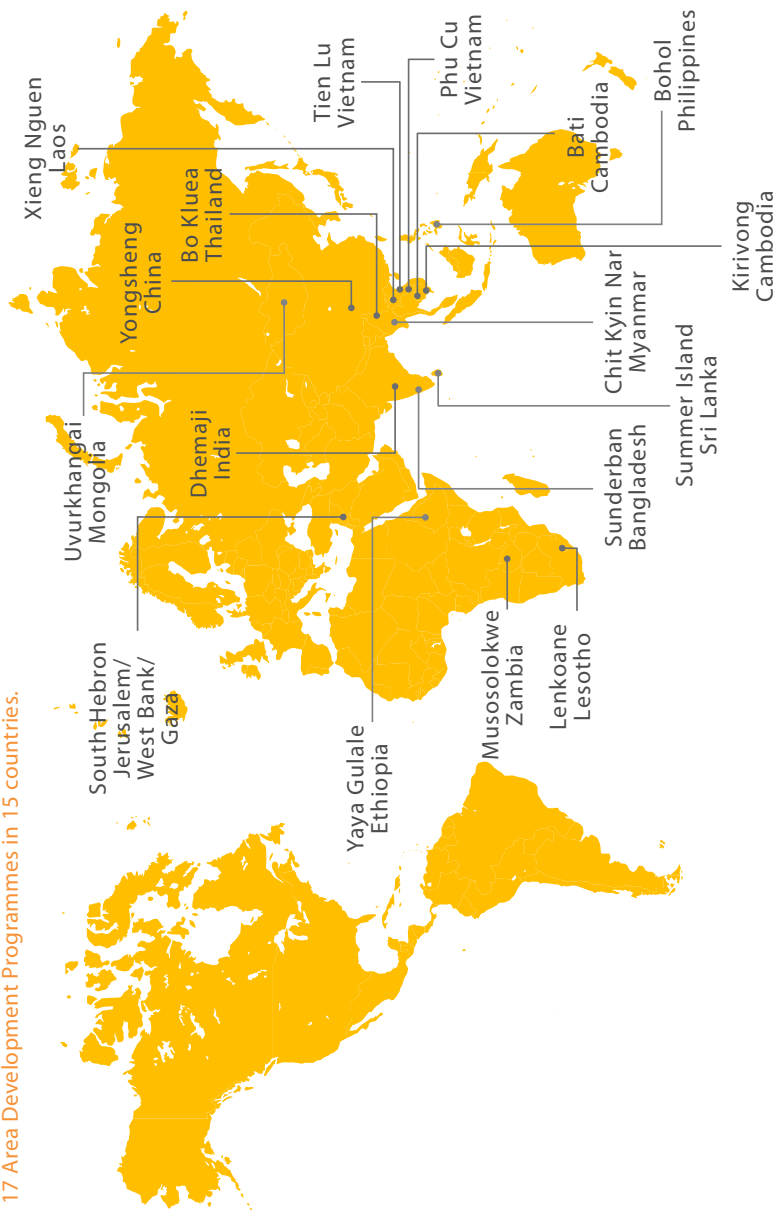 17 Area Development Programmes in 15 countries.
South Hebron
Jerusalem/
West Bank/
Gaza
Uvurkhangai
Mongolia
Yongsheng
China
Xieng Nguen
Laos
Dhemaji
India
Bo Kluea
Thailand
Tien Lu
Vietnam
Phu Cu
Vietnam
Yaya Gulale
Ethiopia
Musosolokwe
Zambia
Lenkoane
Lesotho
Sunderban
Bangladesh
Summer Island
Sri Lanka
Chit Kyin Nar
Myanmar
Kirivong
Cambodia
Bati
Cambodia
Bohol
Philippines